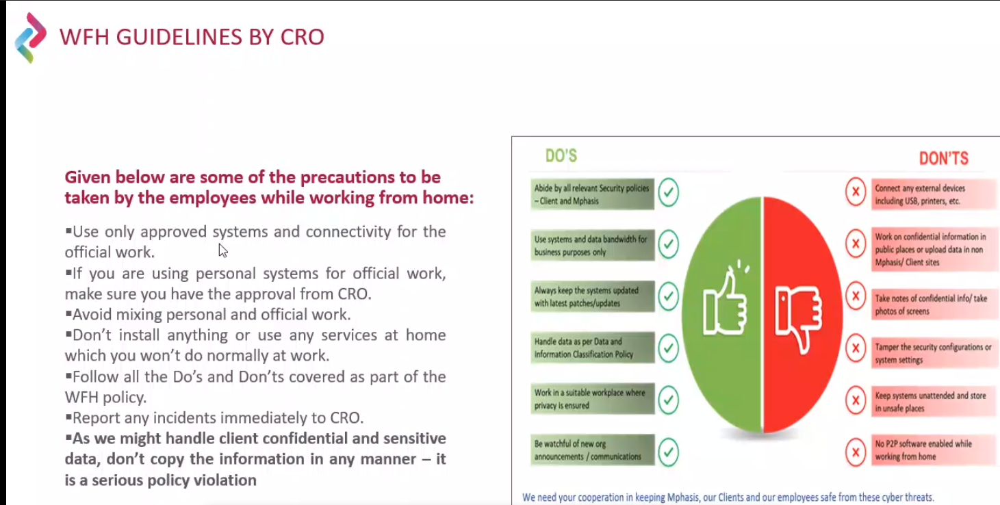 WFH GUIDELINES BY CRO
Given below are some of the precautions to be
taken by the employees while working from home:
▪Use only approved systems and connectivity for the
official work.
▪If you are using personal systems for official work,
make sure you have the approval from CRO.
▪Avoid mixing personal and official work.
▪Don’t install anything or use any services at home
which you won’t do normally at work.
▪Follow all the Do’s and Don’ts covered as part of the
WFH policy.
▪Report any incidents immediately to CRO.
▪As we might handle client confidential and sensitive
data, don’t copy the information in any manner – it
is a serious policy violation
DO'S
Abide by all relevant Security policies
– Client and Mphasis
Use systems and data bandwidth for
business purposes only
Always keep the systems updated
with latest patches/updates
Handle data as per Data and
Information Classification Policy
Work in a suitable workplace where
privacy is ensured
Be watchful of new org
announcements / communications
DON'TS
Connect any external devices
including USB, printers, etc.
Work on confidential information in
public places or upload data in non
Mphasis/ Client sites
Take notes of confidential info/ take
photos of screens
Tamper the security configurations or
system settings
Keep systems unattended and store
in unsafe places
No P2P software enabled while
working from home
We need your cooperation in keeping Mphasis, our Clients and our employees safe from these cyber threats.